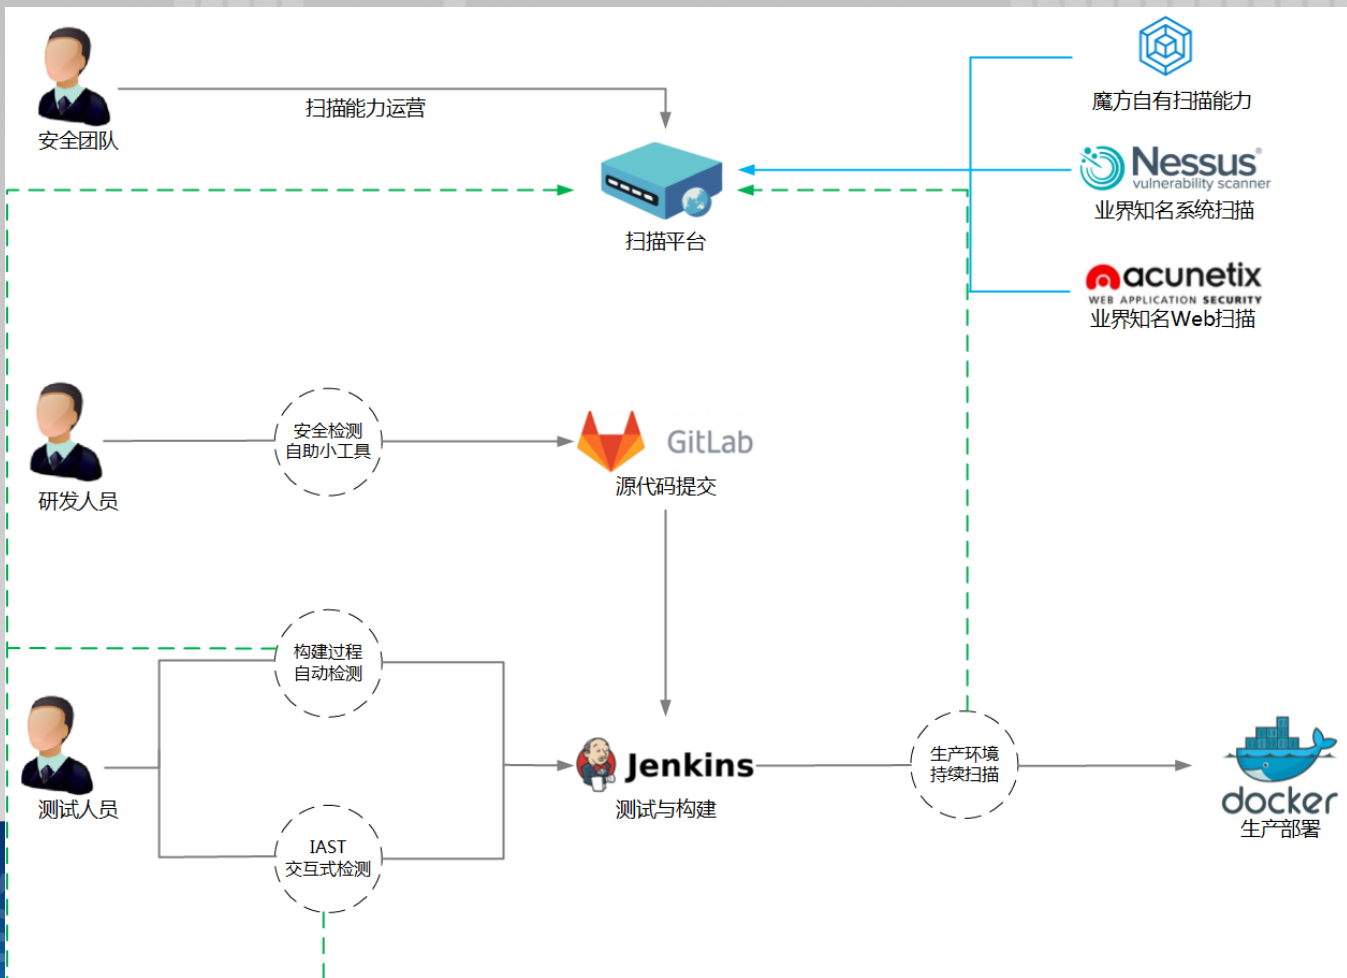 安全团队
扫描能力运营
扫描平台
魔方自有扫描能力
Nessus®
vulnerability scanner
业界知名系统扫描
acunetix
WEB APPLICATION SECURITY
业界知名Web扫描
研发人员
安全检测
自助小工具
GitLab
源代码提交
构建过程
自动检测
测试人员
IAST
交互式检测
Jenkins
测试与构建
生产环境
持续扫描
docker
生产部署